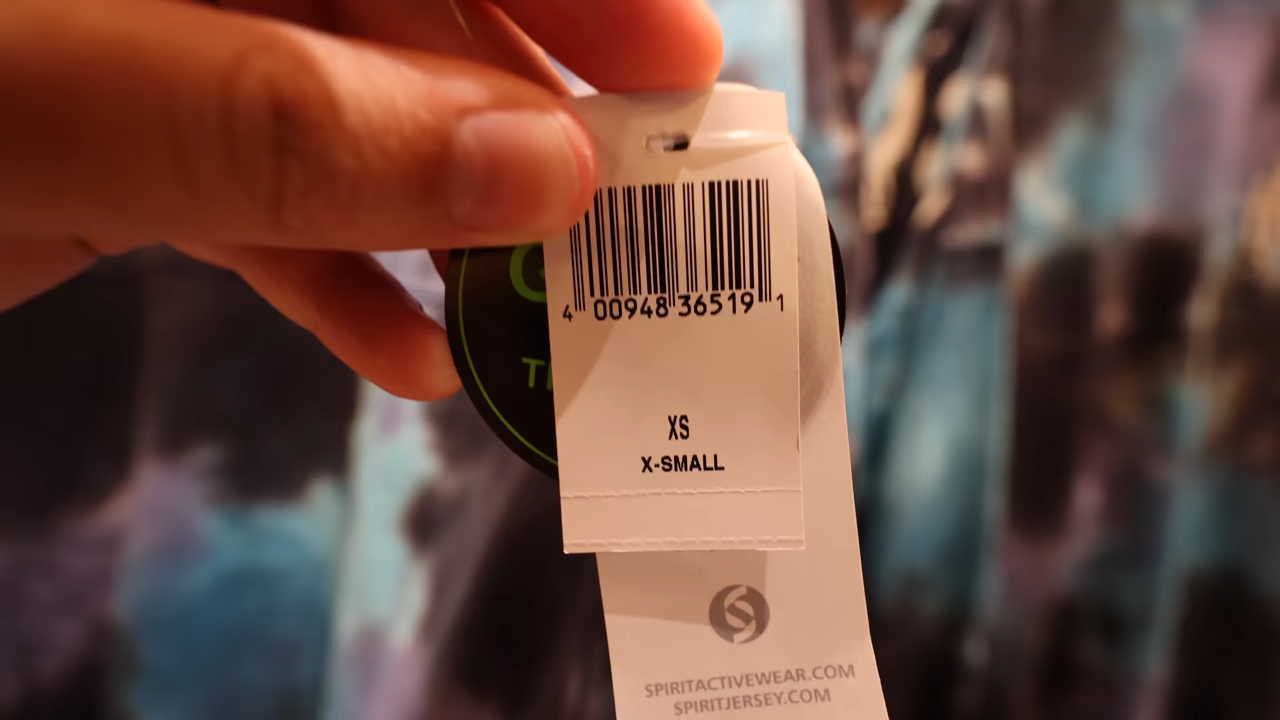 4 00948 36519 1
XS
X-SMALL
SPIRITACTIVEWEAR.COM
SPIRITJERSEY.COM